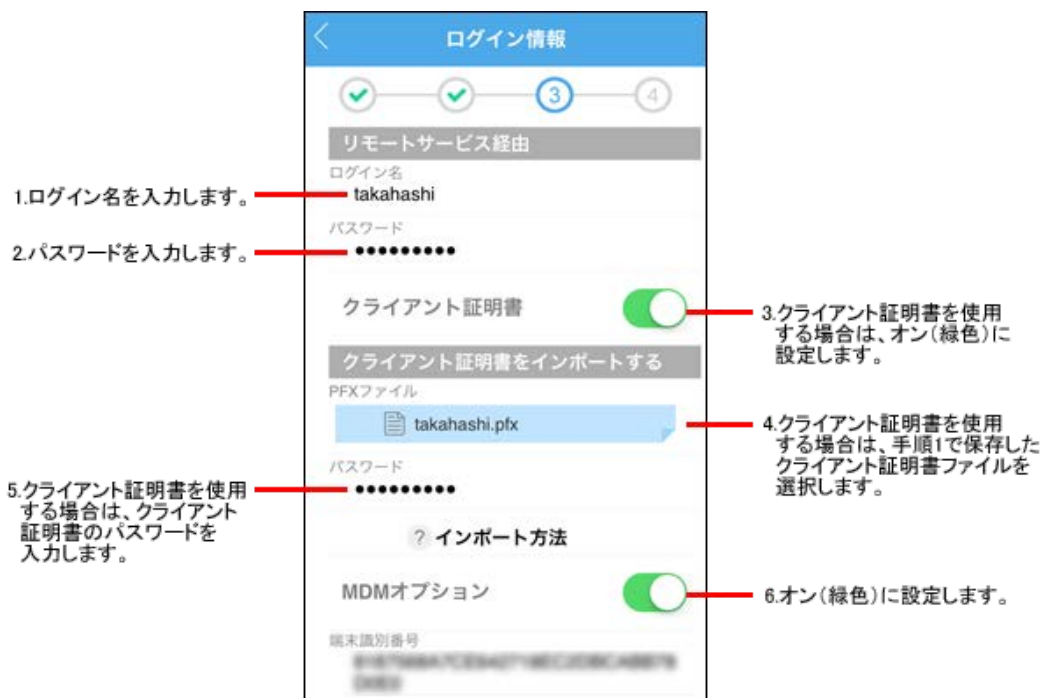 ログイン情報
3
4
リモートサービス経由
ログイン名
takahashi
1.ログイン名を入力します。
パスワード
•••••••••
2.パスワードを入力します。
クライアント証明書
3.クライアント証明書を使用
する場合は、オン(緑色)に
設定します。
クライアント証明書をインポートする
PFXファイル
takahashi.pfx
4.クライアント証明書を使用
する場合は、手順1で保存した
クライアント証明書ファイルを
選択します。
パスワード
•••••••••
5.クライアント証明書を使用
する場合は、クライアント
証明書のパスワードを
入力します。
? インポート方法
MDMオプション
6.オン(緑色)に設定します。
端末識別番号